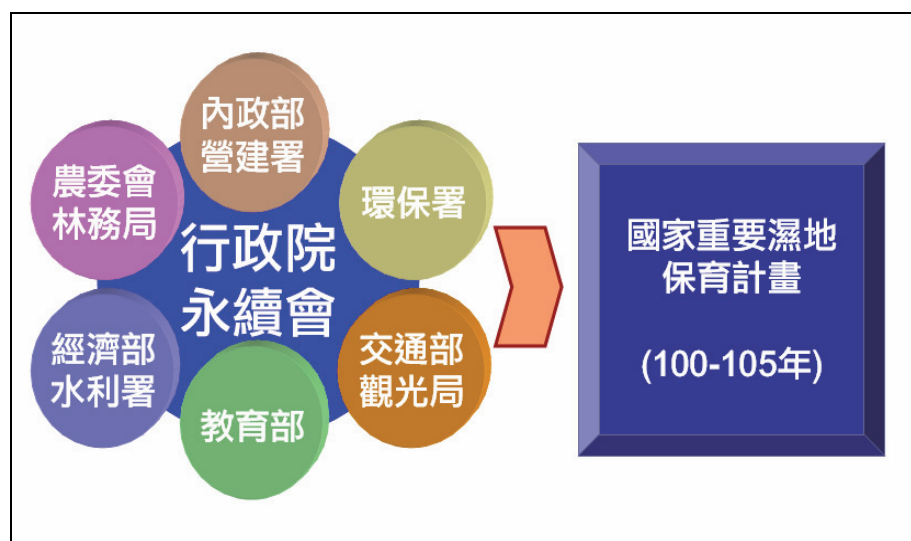 內政部
營建署
環保署
交通部
觀光局
教育部
經濟部
水利署
農委會
林務局
行政院
永續會
國家重要濕地
保育計畫
(100-105年)